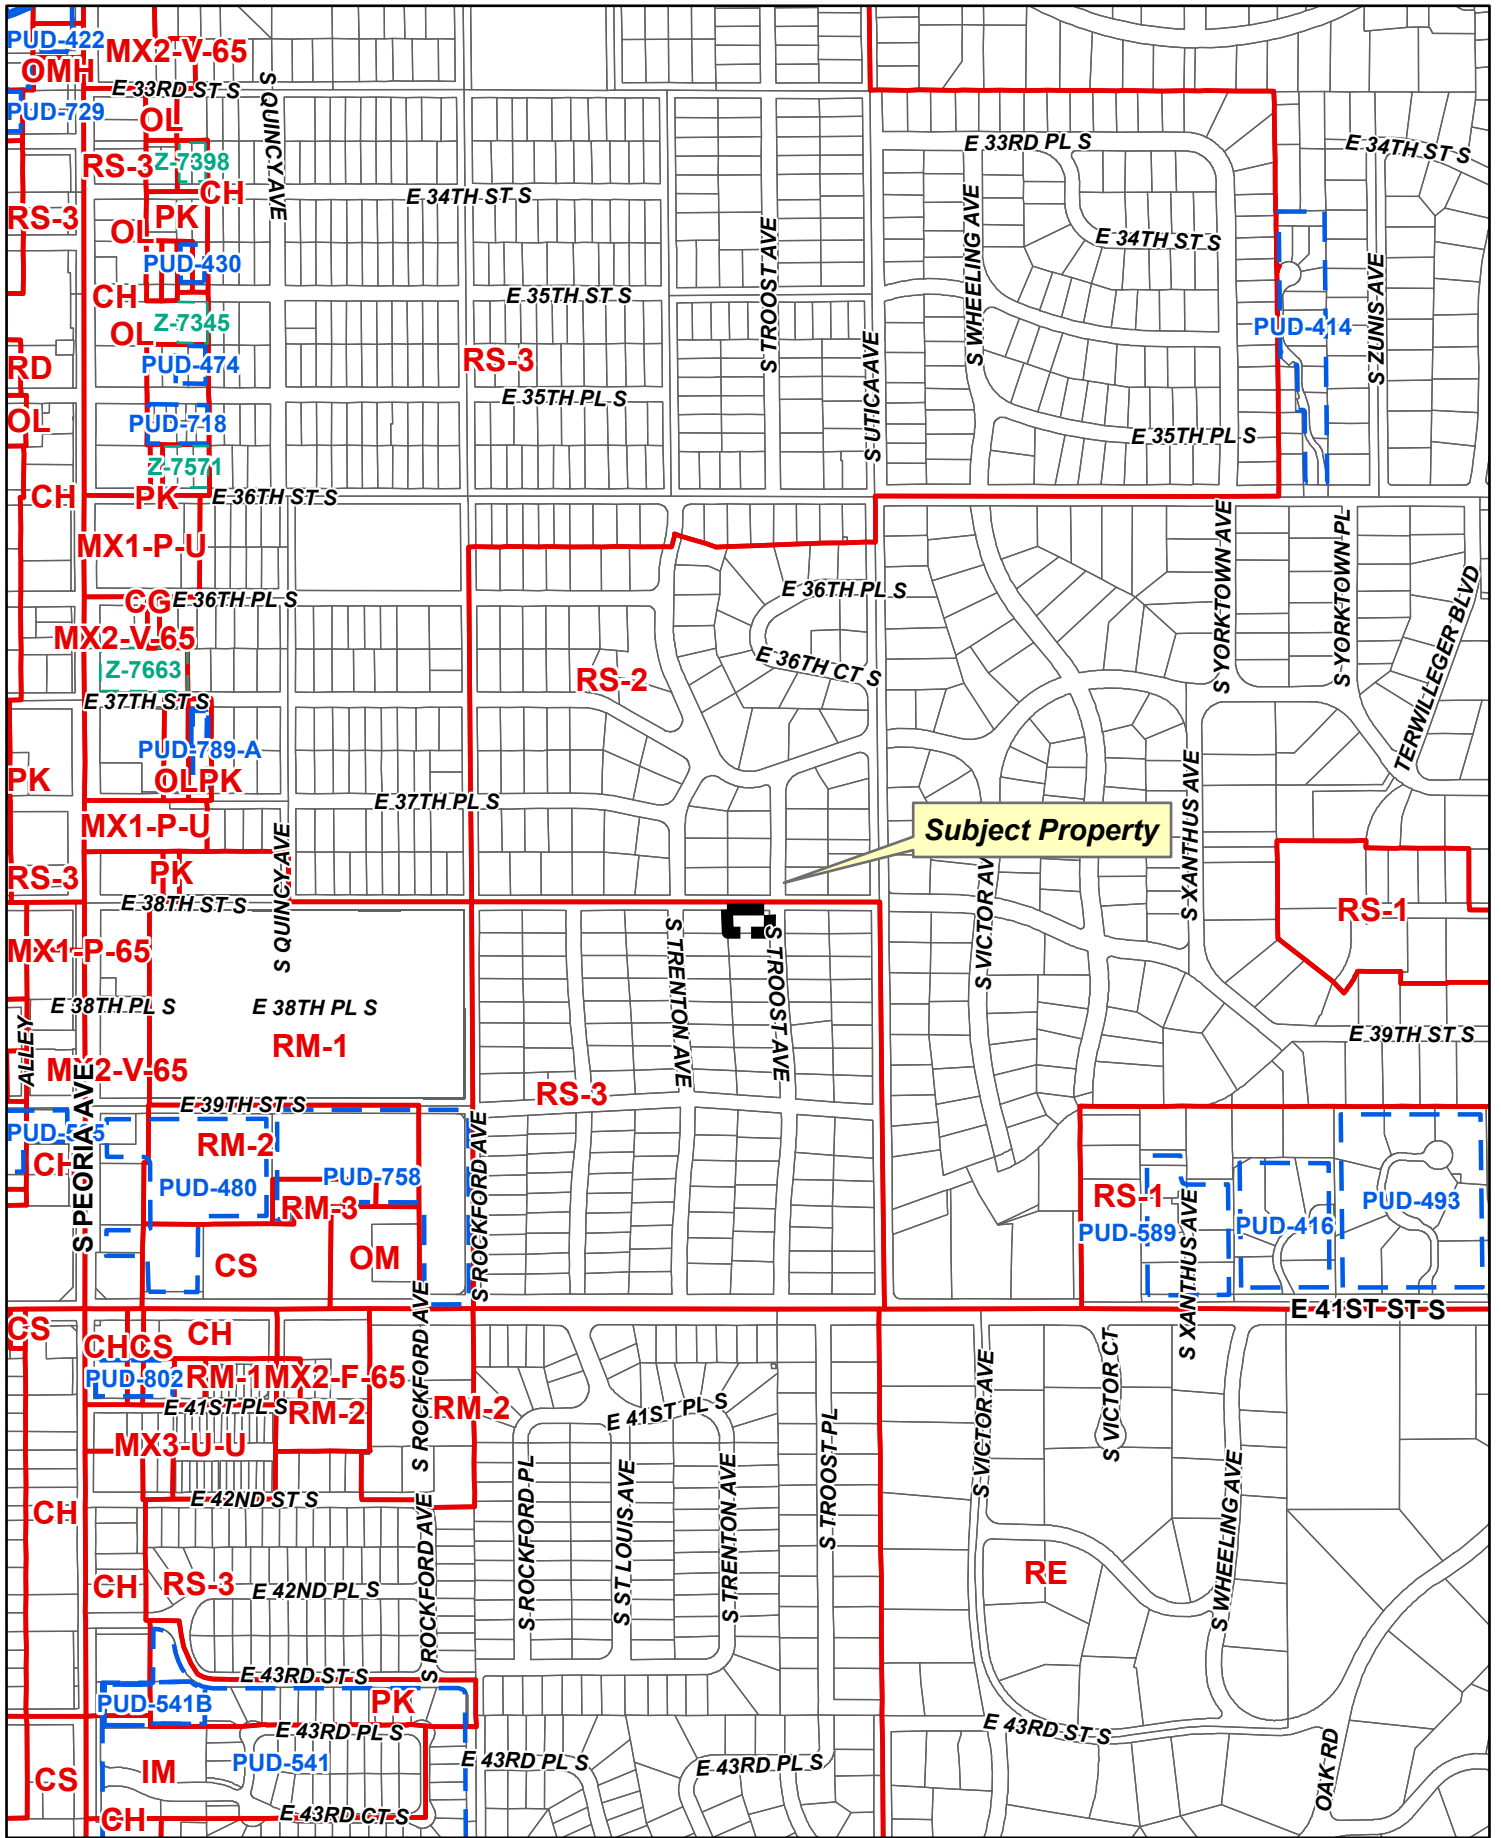 PUD-422
MX2-V-65
OMH
E 33RD ST S
PUD-729
OL
S QUINCY AVE
E 33RD PL S
E 34TH ST S
RS-3
Z-7398
CH
E 34TH ST S
RS-3
PK
OL
S TROOST AVE
S WHEELING AVE
E 34TH ST S
PUD-430
S ZUNIS AVE
CH
E 35TH ST S
Z-7345
OL
PUD-414
RS-3
PUD-474
RD
S UTICA AVE
E 35TH PL S
OL
PUD-718
E 35TH PL S
Z-7571
CH
PK
E 36TH ST S
MX1-P-U
S YORKTOWN AVE
S YORKTOWN PL
CG
E 36TH PL S
E 36TH PL S
MX2-V-65
TERWILLEGER BLVD
Z-7663
RS-2
E 36TH CT S
E 37TH ST S
PUD-789-A
PK
OL
PK
E 37TH PL S
S XANTHUS AVE
MX1-P-U
Subject Property
RS-3
PK
S QUINCY AVE
E 38TH ST S
RS-1
S VICTOR AV
MX1-P-65
S TRENTON AVE
S TROOST AVE
E 38TH PL S
E 38TH PL S
ALLEY
RM-1
E 39TH ST S
MX2-V-65
RS-3
S PEORIA AVE
E 39TH ST S
PUD-5 5
RM-2
CH
S ROCKFORD AVE
PUD-480
PUD-758
RM-3
RS-1
PUD-589
S XANTHUS AVE
PUD-416
PUD-493
CS
OM
E 41ST ST S
CS
CH
CS
CH
S ROCKFORD AVE
PUD-802
RM-1
MX2-F-65
E 41ST PL S
RM-2
RM-2
E 41ST PL S
S VICTOR AVE
S VICTOR CT
MX3-U-U
S ROCKFORD PL
S ST LOUIS AVE
S TRENTON AVE
S TROOST PL
S WHEELING AVE
E 42ND ST S
CH
S ROCKFORD AVE
CH
RS-3
E 42ND PL S
RE
E 43RD ST S
PUD-541B
PK
E 43RD PL S
E 43RD ST S
IM
PUD-541
E 43RD PL S
E 43RD PL S
CS
OAK RD
CH
E 43RD CT S